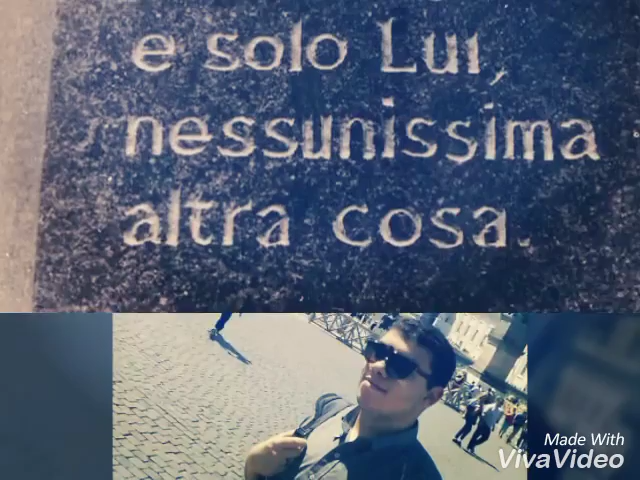 e solo Lui,
nessunissima
altra cosa.
Made With
VivaVideo